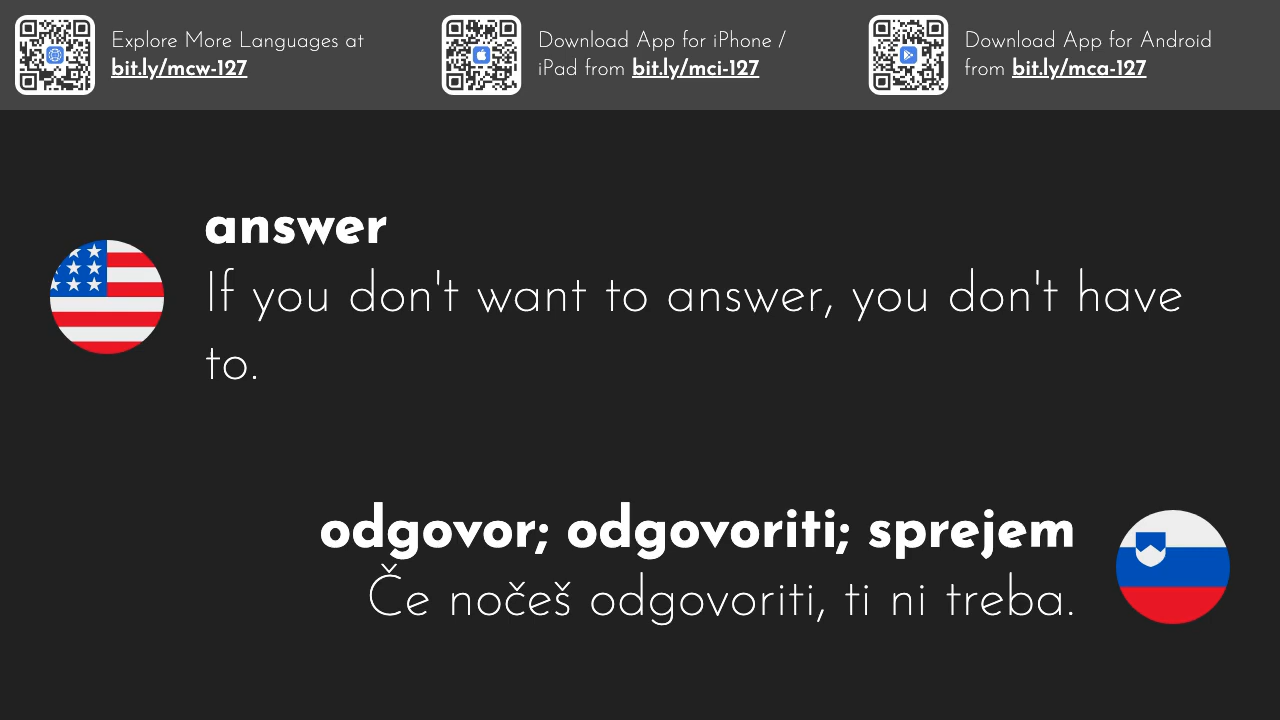 Explore More Languages at
bit.ly/mcw-127
Download App for iPhone /
iPad from bit.ly/mci-127
Download App for Android
from bit.ly/mca-127
answer
If you don't want to answer, you don't have
to.
odgovor; odgovoriti; sprejem
Če nočeš odgovoriti, ti ni treba.